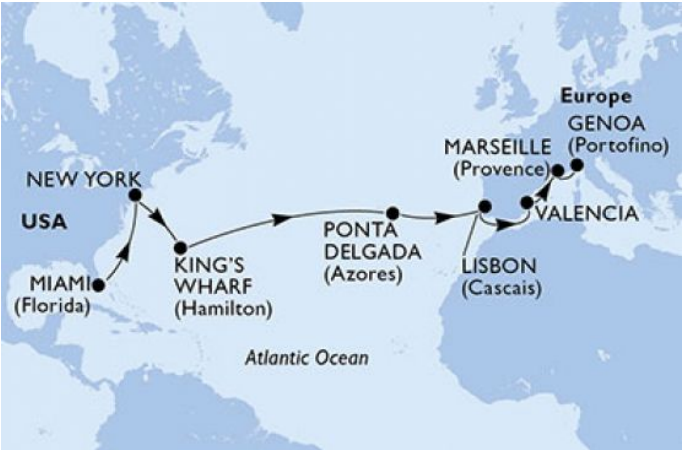 Europe
GENOA
(Portofino)
MARSEILLE
(Provence)
NEW YORK
VALENCIA
USA
PONTA
DELGADA
(Azores)
KING'S
WHARF
(Hamilton)
LISBON
(Cascais)
MIAMI
(Florida)
Atlantic Ocean